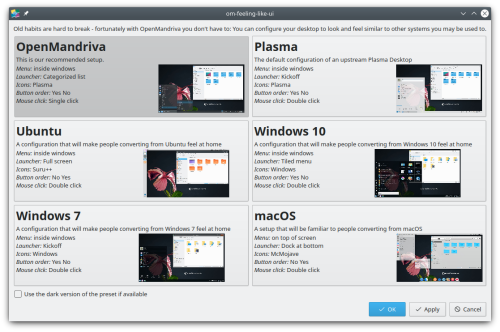 om-feeling-like-ui
Old habits are hard to break - fortunately with OpenMandriva you don't have to: You can configure your desktop to look and feel similar to other systems you may be used to.
OpenMandriva
This is our recommended setup.
Menu: inside windows
Launcher: Categorized list
Icons: Plasma
Button order: Yes No
Mouse click: Single click
Plasma
The default configuration of an upstream Plasma Desktop
Menu: inside windows
Launcher: Kickoff
Icons: Plasma
Button order: Yes No
Mouse click: Double click
Ubuntu
A configuration that will make people converting from Ubuntu feel at home
Menu: inside windows
Launcher: Full screen
Icons: Suru++
Button order: No Yes
Mouse click: Double click
Windows 10
A configuration that will make people converting from Windows 10 feel at home
Menu: inside windows
Launcher: Tiled menu
Icons: Windows
Button order: Yes No
Mouse click: Double click
Windows 7
A configuration that will make people converting from Windows 7 feel at home
Menu: inside windows
Launcher: Kickoff
Icons: Windows
Button order: Yes No
Mouse click: Double click
macOS
A setup that will be familiar to people converting from macOS
Menu: on top of screen
Launcher: Dock at bottom
Icons: McMojave
Button order: No Yes
Mouse click: Double click
Use the dark version of the preset if available
OK
Apply
Cancel